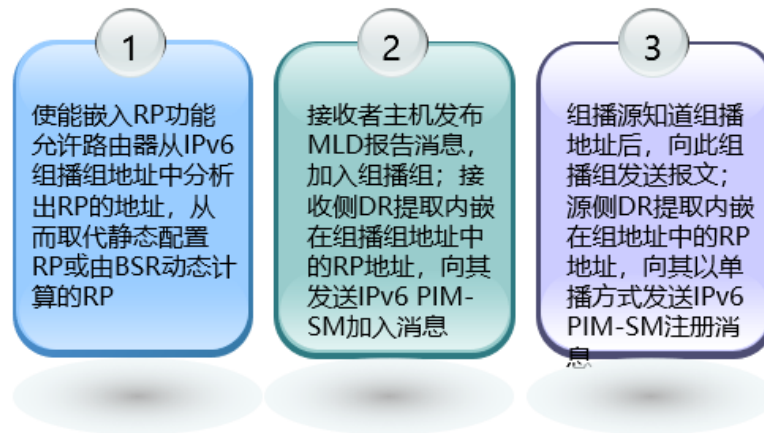 1
使能嵌入RP功能
允许路由器从IPv6
组播组地址中分析
出RP的地址，从
而取代静态配置
RP或由BSR动态计
算的RP
2
接收者主机发布
MLD报告消息，
加入组播组；接
收侧DR提取内嵌
在组播组地址中
的RP地址，向其
发送IPv6 PIM-
SM加入消息
3
组播源知道组播
地址后，向此组
播组发送报文；
源侧DR提取内嵌
在组地址中的RP
地址，向其以单
播方式发送IPv6
PIM-SM注册消
息